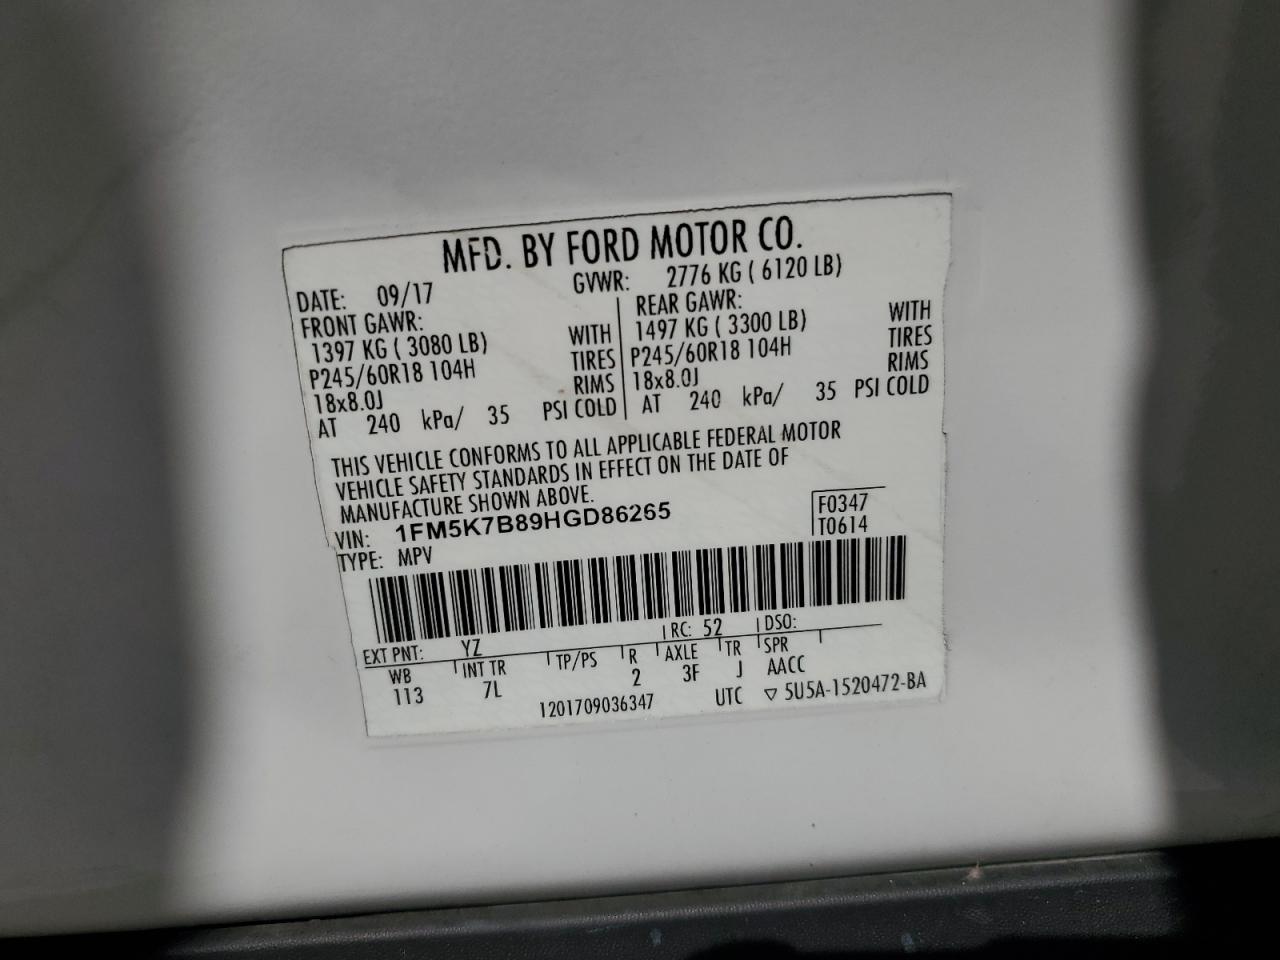 MFD. BY FORD MOTOR CO.
DATE: 09/17 GVWR: 2776 KG ( 6120 LB)
FRONT GAWR: REAR GAWR:
1397 KG ( 3080 LB) WITH 1497 KG ( 3300 LB) WITH
P245/60R18 104H TIRES P245/60R18 104H TIRES
18x8.0J RIMS 18x8.0J RIMS
AT 240 kPa/ 35 PSI COLD AT 240 kPa/ 35 PSI COLD
THIS VEHICLE CONFORMS TO ALL APPLICABLE FEDERAL MOTOR
VEHICLE SAFETY STANDARDS IN EFFECT ON THE DATE OF
MANUFACTURE SHOWN ABOVE.
VIN: 1FM5K7B89HGD86265 F0347
TYPE: MPV T0614
EXT PNT: YZ RC: 52 DSO:
WB INT TR TP/PS R AXLE TR SPR
113 7L 2 3F J AACC
1201709036347 UTC ▽ 5U5A-1520472-BA